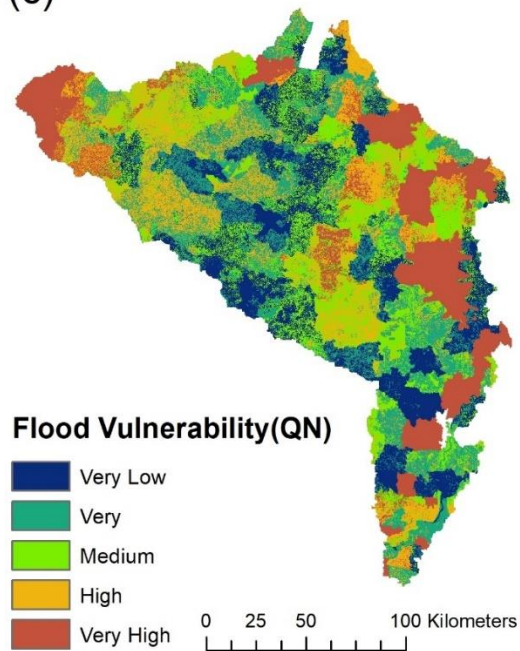 Flood Vulnerability(QN)
Very Low
Very
Medium
High
Very High
0 25 50 100 Kilometers